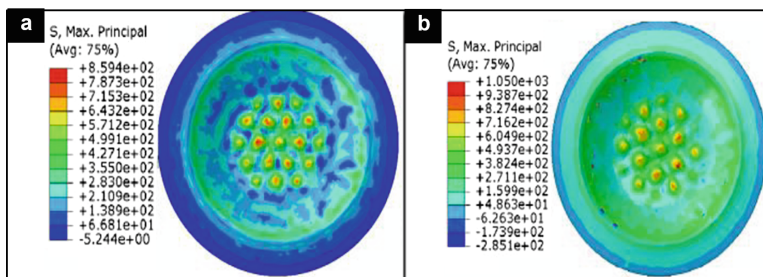 a
S, Max. Principal
(Avg: 75%)
+8.594e+02
+7.873e+02
+7.153e+02
+6.432e+02
+5.712e+02
+4.991e+02
+4.271e+02
+3.550e+02
+2.830e+02
+2.109e+02
+1.389e+02
+6.681e+01
-5.244e+00
b
S, Max. Principal
(Avg: 75%)
+1.050e+03
+9.387e+02
+8.274e+02
+7.162e+02
+6.049e+02
+4.937e+02
+3.824e+02
+2.711e+02
+1.599e+02
+4.863e+01
-6.263e+01
-1.739e+02
-2.851e+02